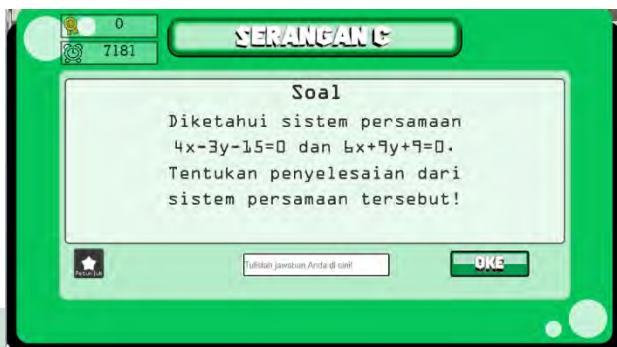 0
7181
SERANGAN C
Soal
Diketahui sistem persamaan
4x-3y-15=0 dan 6x+9y+9=0.
Tentukan penyelesaian dari
sistem persamaan tersebut!
Petunjuk
Tuliskan jawaban Anda di sini!
OKE